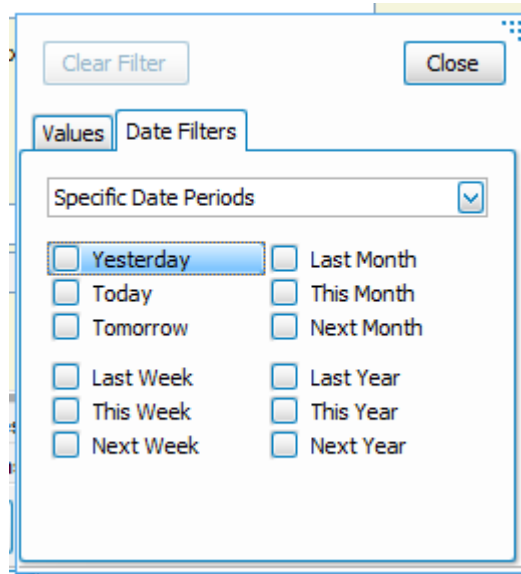 Clear Filter
Close
Values
Date Filters
Specific Date Periods
Yesterday
Today
Tomorrow
Last Month
This Month
Next Month
Last Week
This Week
Next Week
Last Year
This Year
Next Year